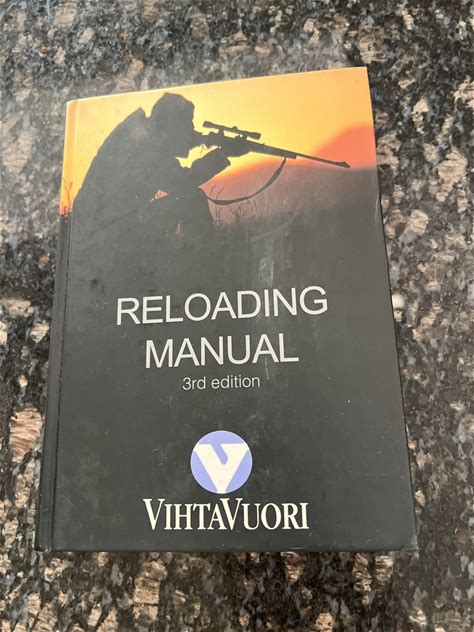 RELOADING
MANUAL
3rd edition
V
VIHTAVUORI